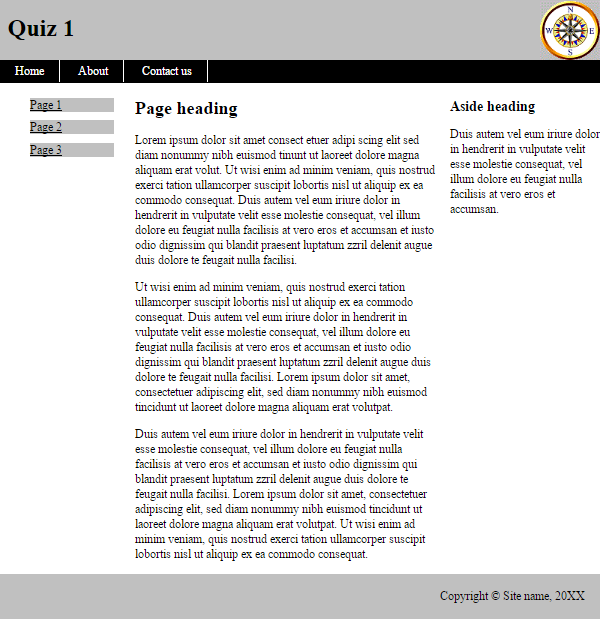 Quiz 1
N
W E
S
Home About Contact us
Page 1
Page 2
Page 3
Page heading
Lorem ipsum dolor sit amet consect etuer adipi scing elit sed
diam nonummy nibh euismod tinunt ut laoreet dolore magna
aliquam erat volut. Ut wisi enim ad minim veniam, quis nostrud
exerci tation ullamcorper suscipit lobortis nisl ut aliquip ex ea
commodo consequat. Duis autem vel eum iriure dolor in
hendrerit in vulputate velit esse molestie consequat, vel illum
dolore eu feugiat nulla facilisis at vero eros et accumsan et iusto
odio dignissim qui blandit praesent luptatum zzril delenit augue
duis dolore te feugait nulla facilisi.
Ut wisi enim ad minim veniam, quis nostrud exerci tation
ullamcorper suscipit lobortis nisl ut aliquip ex ea commodo
consequat. Duis autem vel eum iriure dolor in hendrerit in
vulputate velit esse molestie consequat, vel illum dolore eu
feugiat nulla facilisis at vero eros et accumsan et iusto odio
dignissim qui blandit praesent luptatum zzril delenit augue duis
dolore te feugait nulla facilisi. Lorem ipsum dolor sit amet,
consectetuer adipiscing elit, sed diam nonummy nibh euismod
tincidunt ut laoreet dolore magna aliquam erat volutpat.
Duis autem vel eum iriure dolor in hendrerit in vulputate velit
esse molestie consequat, vel illum dolore eu feugiat nulla
facilisis at vero eros et accumsan et iusto odio dignissim qui
blandit praesent luptatum zzril delenit augue duis dolore te
feugait nulla facilisi. Lorem ipsum dolor sit amet, consectetuer
adipiscing elit, sed diam nonummy nibh euismod tincidunt ut
laoreet dolore magna aliquam erat volutpat. Ut wisi enim ad
minim veniam, quis nostrud exerci tation ullamcorper suscipit
lobortis nisl ut aliquip ex ea commodo consequat.
Aside heading
Duis autem vel eum iriure dolor
in hendrerit in vulputate velit
esse molestie consequat, vel
illum dolore eu feugiat nulla
facilisis at vero eros et
accumsan.
Copyright © Site name, 20XX